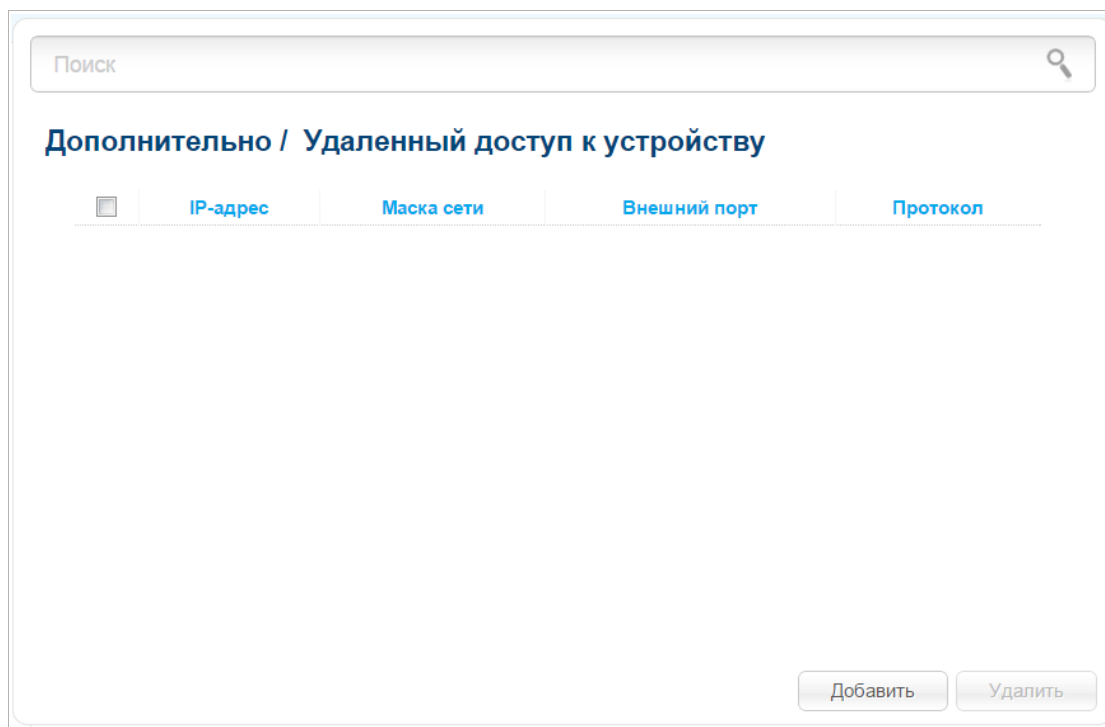 Поиск
Дополнительно / Удаленный доступ к устройству
IP-адрес Маска сети Внешний порт Протокол
Добавить Удалить